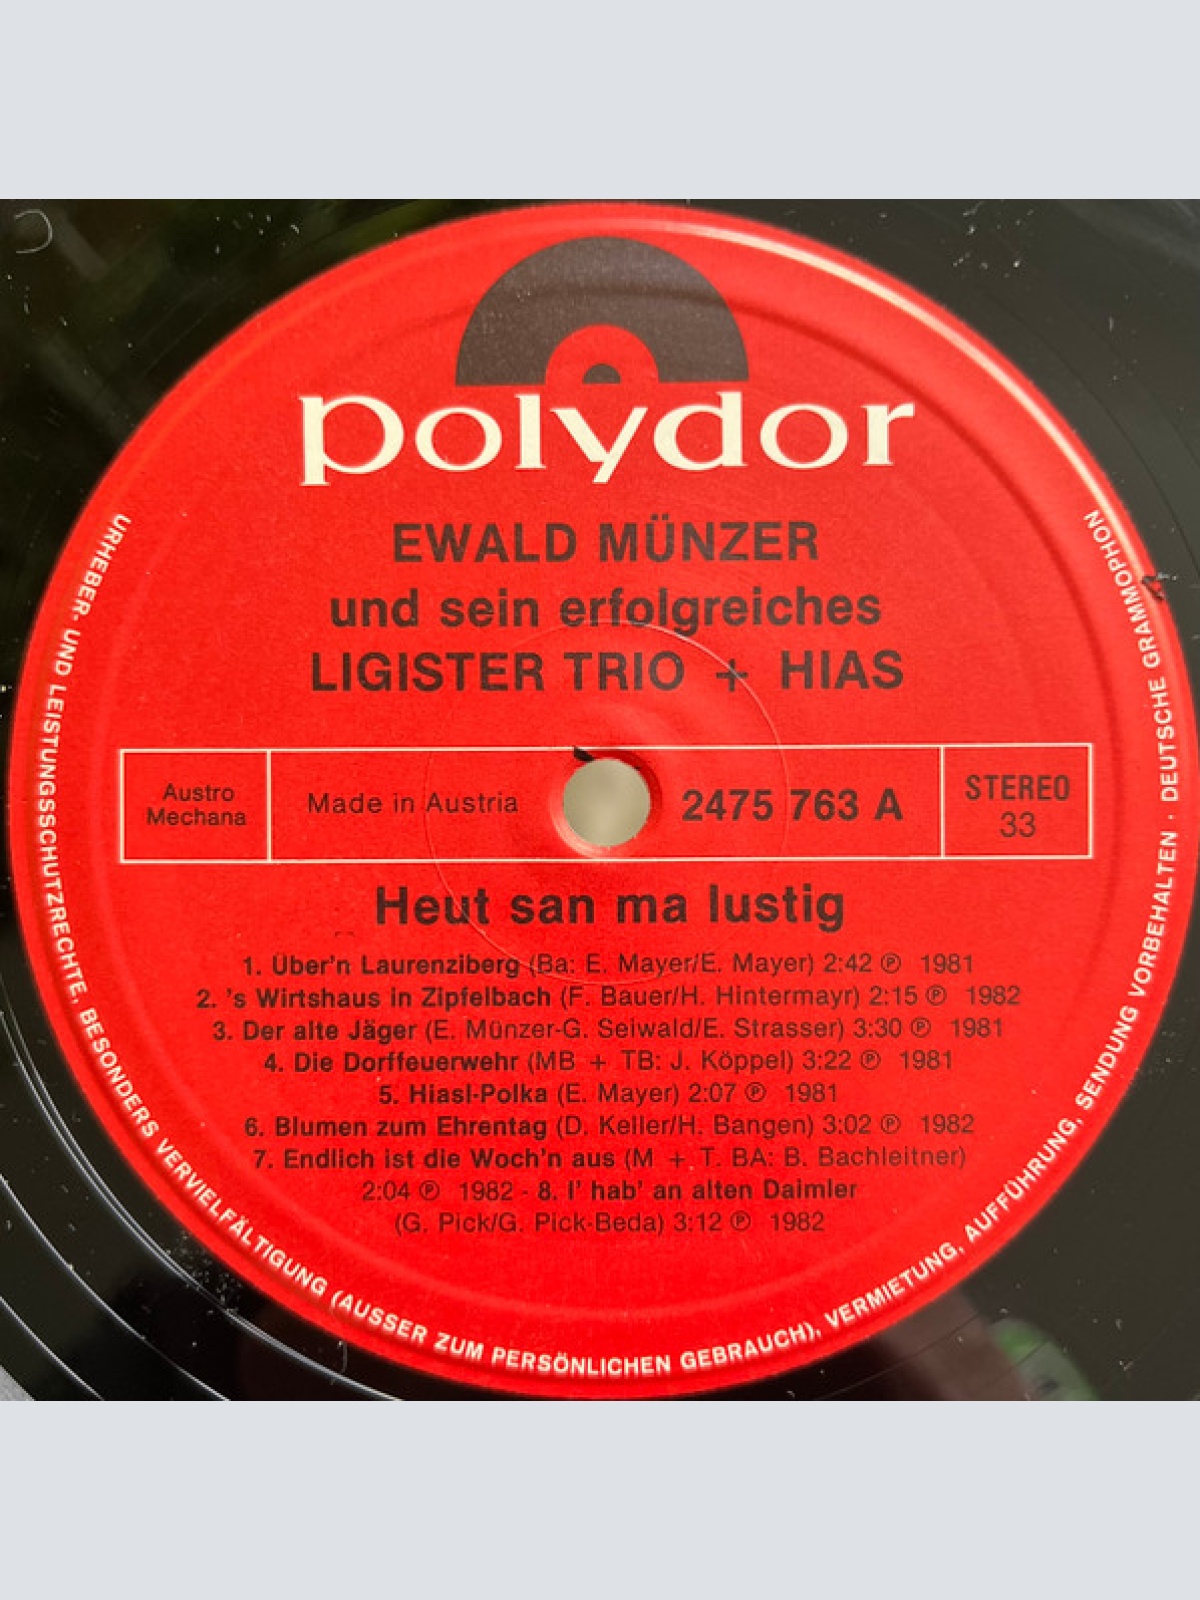 polydor
EWALD MÜNZER
und sein erfolgreiches
LIGISTER TRIO + HIAS
Austro
Mechana
Made in Austria
2475 763 A
STEREO
33
Heut san ma lustig
1. Über'n Laurenziberg (Ba: E. Mayer/E. Mayer) 2:42 ℗ 1981
2. 's Wirtshaus in Zipfelbach (F. Bauer/H. Hintermayr) 2:15 ℗ 1982
3. Der alte Jäger (E. Münzer-G. Seiwald/E. Strasser) 3:30 ℗ 1981
4. Die Dorffeuerwehr (MB + TB: J. Köppel) 3:22 ℗ 1981
5. Hiasl-Polka (E. Mayer) 2:07 ℗ 1981
6. Blumen zum Ehrentag (D. Keller/H. Bangen) 3:02 ℗ 1982
7. Endlich ist die Woch'n aus (M + T. BA: B. Bachleitner)
2:04 ℗ 1982 - 8. I' hab' an alten Daimler
(G. Pick/G. Pick-Beda) 3:12 ℗ 1982
URHEBER- UND LEISTUNGSSCHUTZRECHTE, BESONDERS VERVIELFÄLTIGUNG (AUSSER ZUM PERSÖNLICHEN GEBRAUCH), VERMIETUNG, AUFFÜHRUNG, SENDUNG VORBEHALTEN · DEUTSCHE GRAMMOPHON